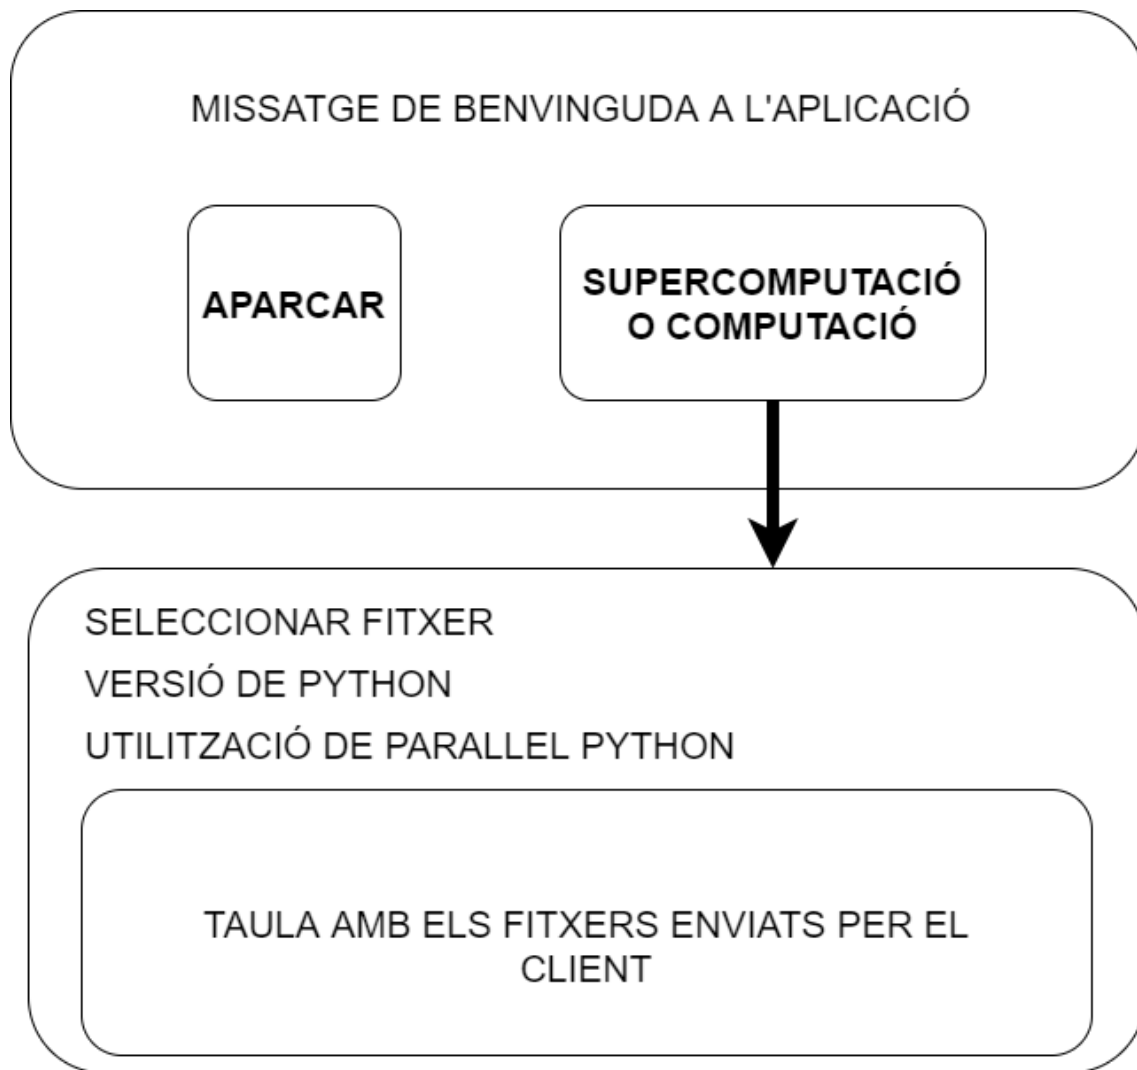 MISSATGE DE BENVINGUDA A L'APLICACIÓ
APARCAR
SUPERCOMPUTACIÓ
O COMPUTACIÓ
SELECCIONAR FITXER
VERSIÓ DE PYTHON
UTILITZACIÓ DE PARALLEL PYTHON
TAULA AMB ELS FITXERS ENVIATS PER EL
CLIENT